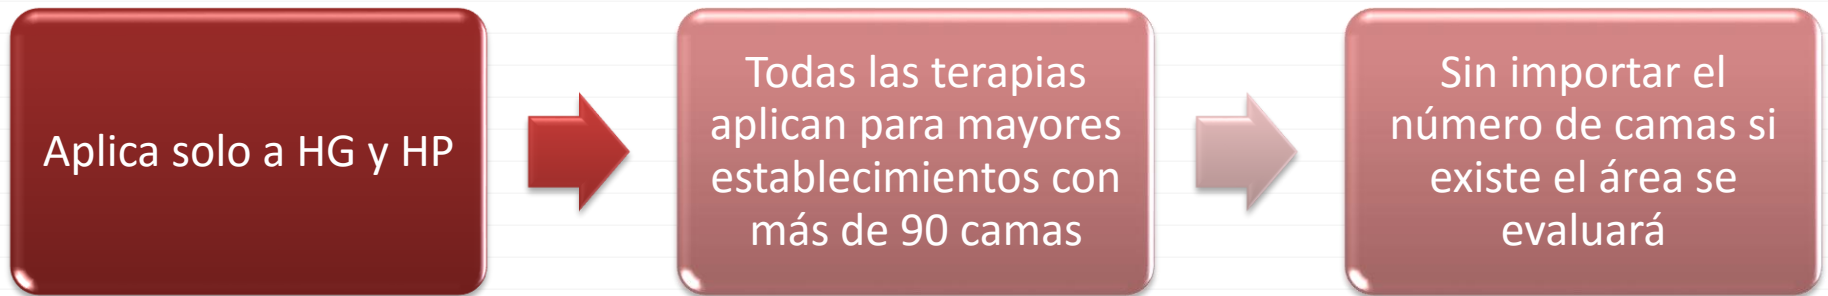 Aplica solo a HG y HP
Todas las terapias
aplican para mayores
establecimientos con
más de 90 camas
Sin importar el
número de camas si
existe el área se
evaluará